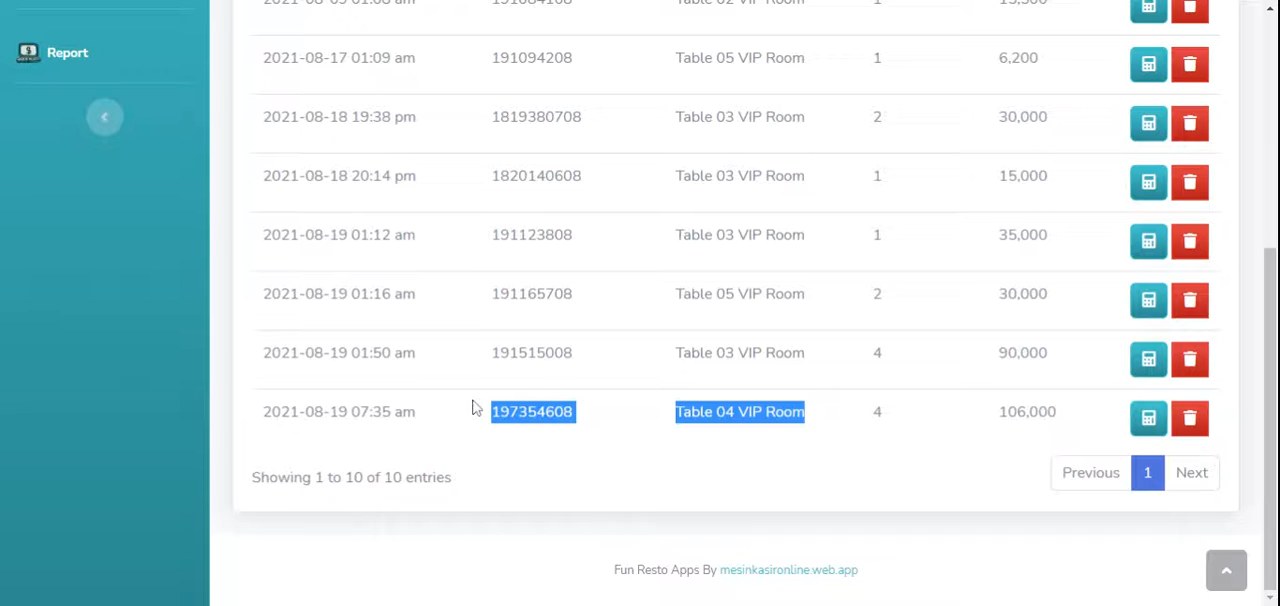 Report
2021-08-17 01:09 am 191094208 Table 05 VIP Room 1 6,200
2021-08-18 19:38 pm 1819380708 Table 03 VIP Room 2 30,000
2021-08-18 20:14 pm 1820140608 Table 03 VIP Room 1 15,000
2021-08-19 01:12 am 191123808 Table 03 VIP Room 1 35,000
2021-08-19 01:16 am 191165708 Table 05 VIP Room 2 30,000
2021-08-19 01:50 am 191515008 Table 03 VIP Room 4 90,000
2021-08-19 07:35 am 197354608 Table 04 VIP Room 4 106,000
Showing 1 to 10 of 10 entries
Previous 1 Next
Fun Resto Apps By mesinkasironline.web.app